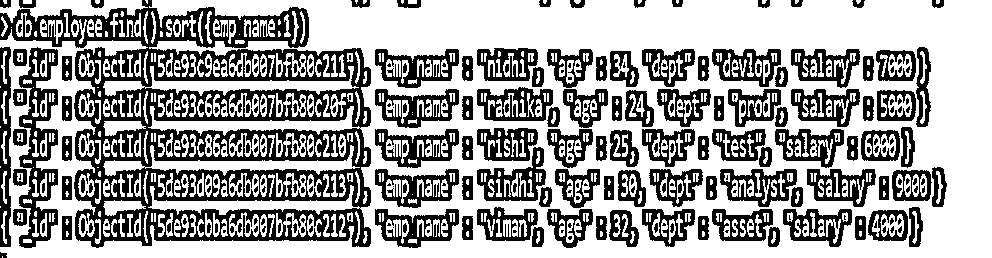 > db.employee.find().sort({emp_name:1})
{ "_id" : ObjectId("5de93c9ea6db007bfb80c211"), "emp_name" : "nidhi", "age" : 34, "dept" : "devlop", "salary" : 7000 }
{ "_id" : ObjectId("5de93c66a6db007bfb80c20f"), "emp_name" : "radhika", "age" : 24, "dept" : "prod", "salary" : 5000 }
{ "_id" : ObjectId("5de93c86a6db007bfb80c210"), "emp_name" : "rishi", "age" : 25, "dept" : "test", "salary" : 6000 }
{ "_id" : ObjectId("5de93d09a6db007bfb80c213"), "emp_name" : "sindhi", "age" : 30, "dept" : "analyst", "salary" : 9000 }
{ "_id" : ObjectId("5de93cbba6db007bfb80c212"), "emp_name" : "viman", "age" : 32, "dept" : "asset", "salary" : 4000 }